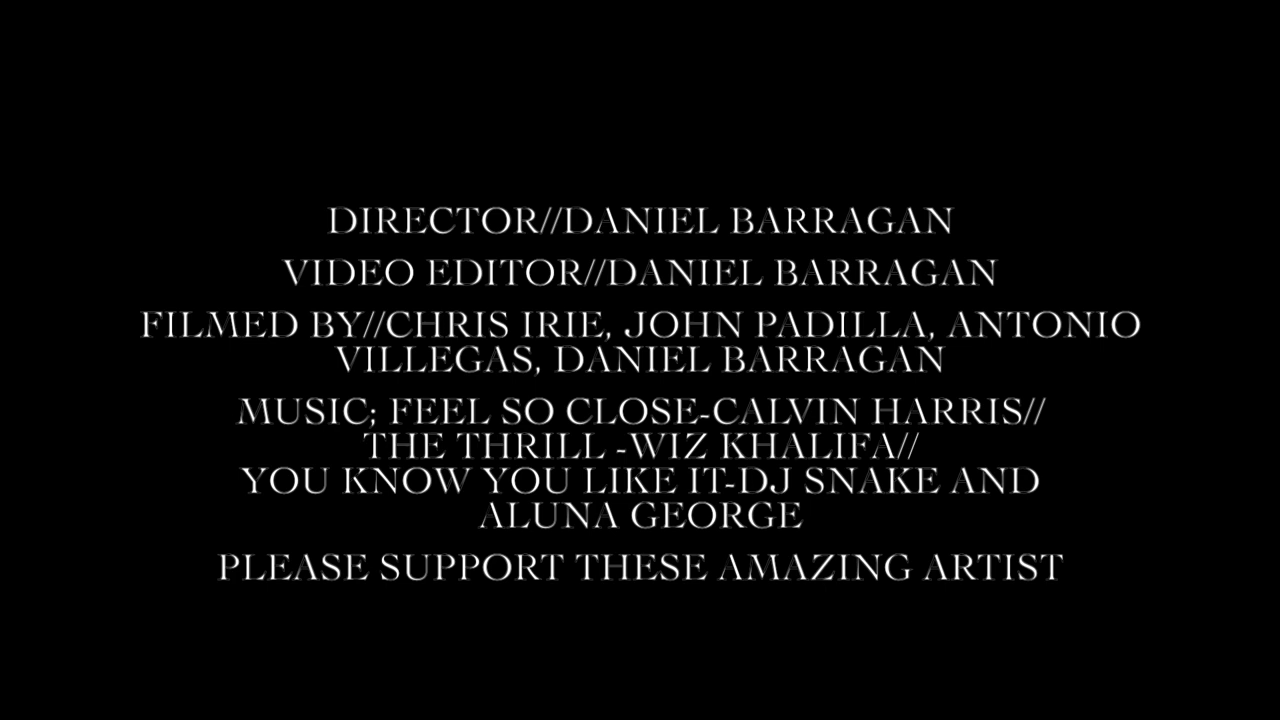 DIRECTOR//DANIEL BARRAGAN
VIDEO EDITOR//DANIEL BARRAGAN
FILMED BY//CHRIS IRIE, JOHN PADILLA, ANTONIO
VILLEGAS, DANIEL BARRAGAN
MUSIC; FEEL SO CLOSE-CALVIN HARRIS//
THE THRILL -WIZ KHALIFA//
YOU KNOW YOU LIKE IT-DJ SNAKE AND
ALUNA GEORGE
PLEASE SUPPORT THESE AMAZING ARTIST